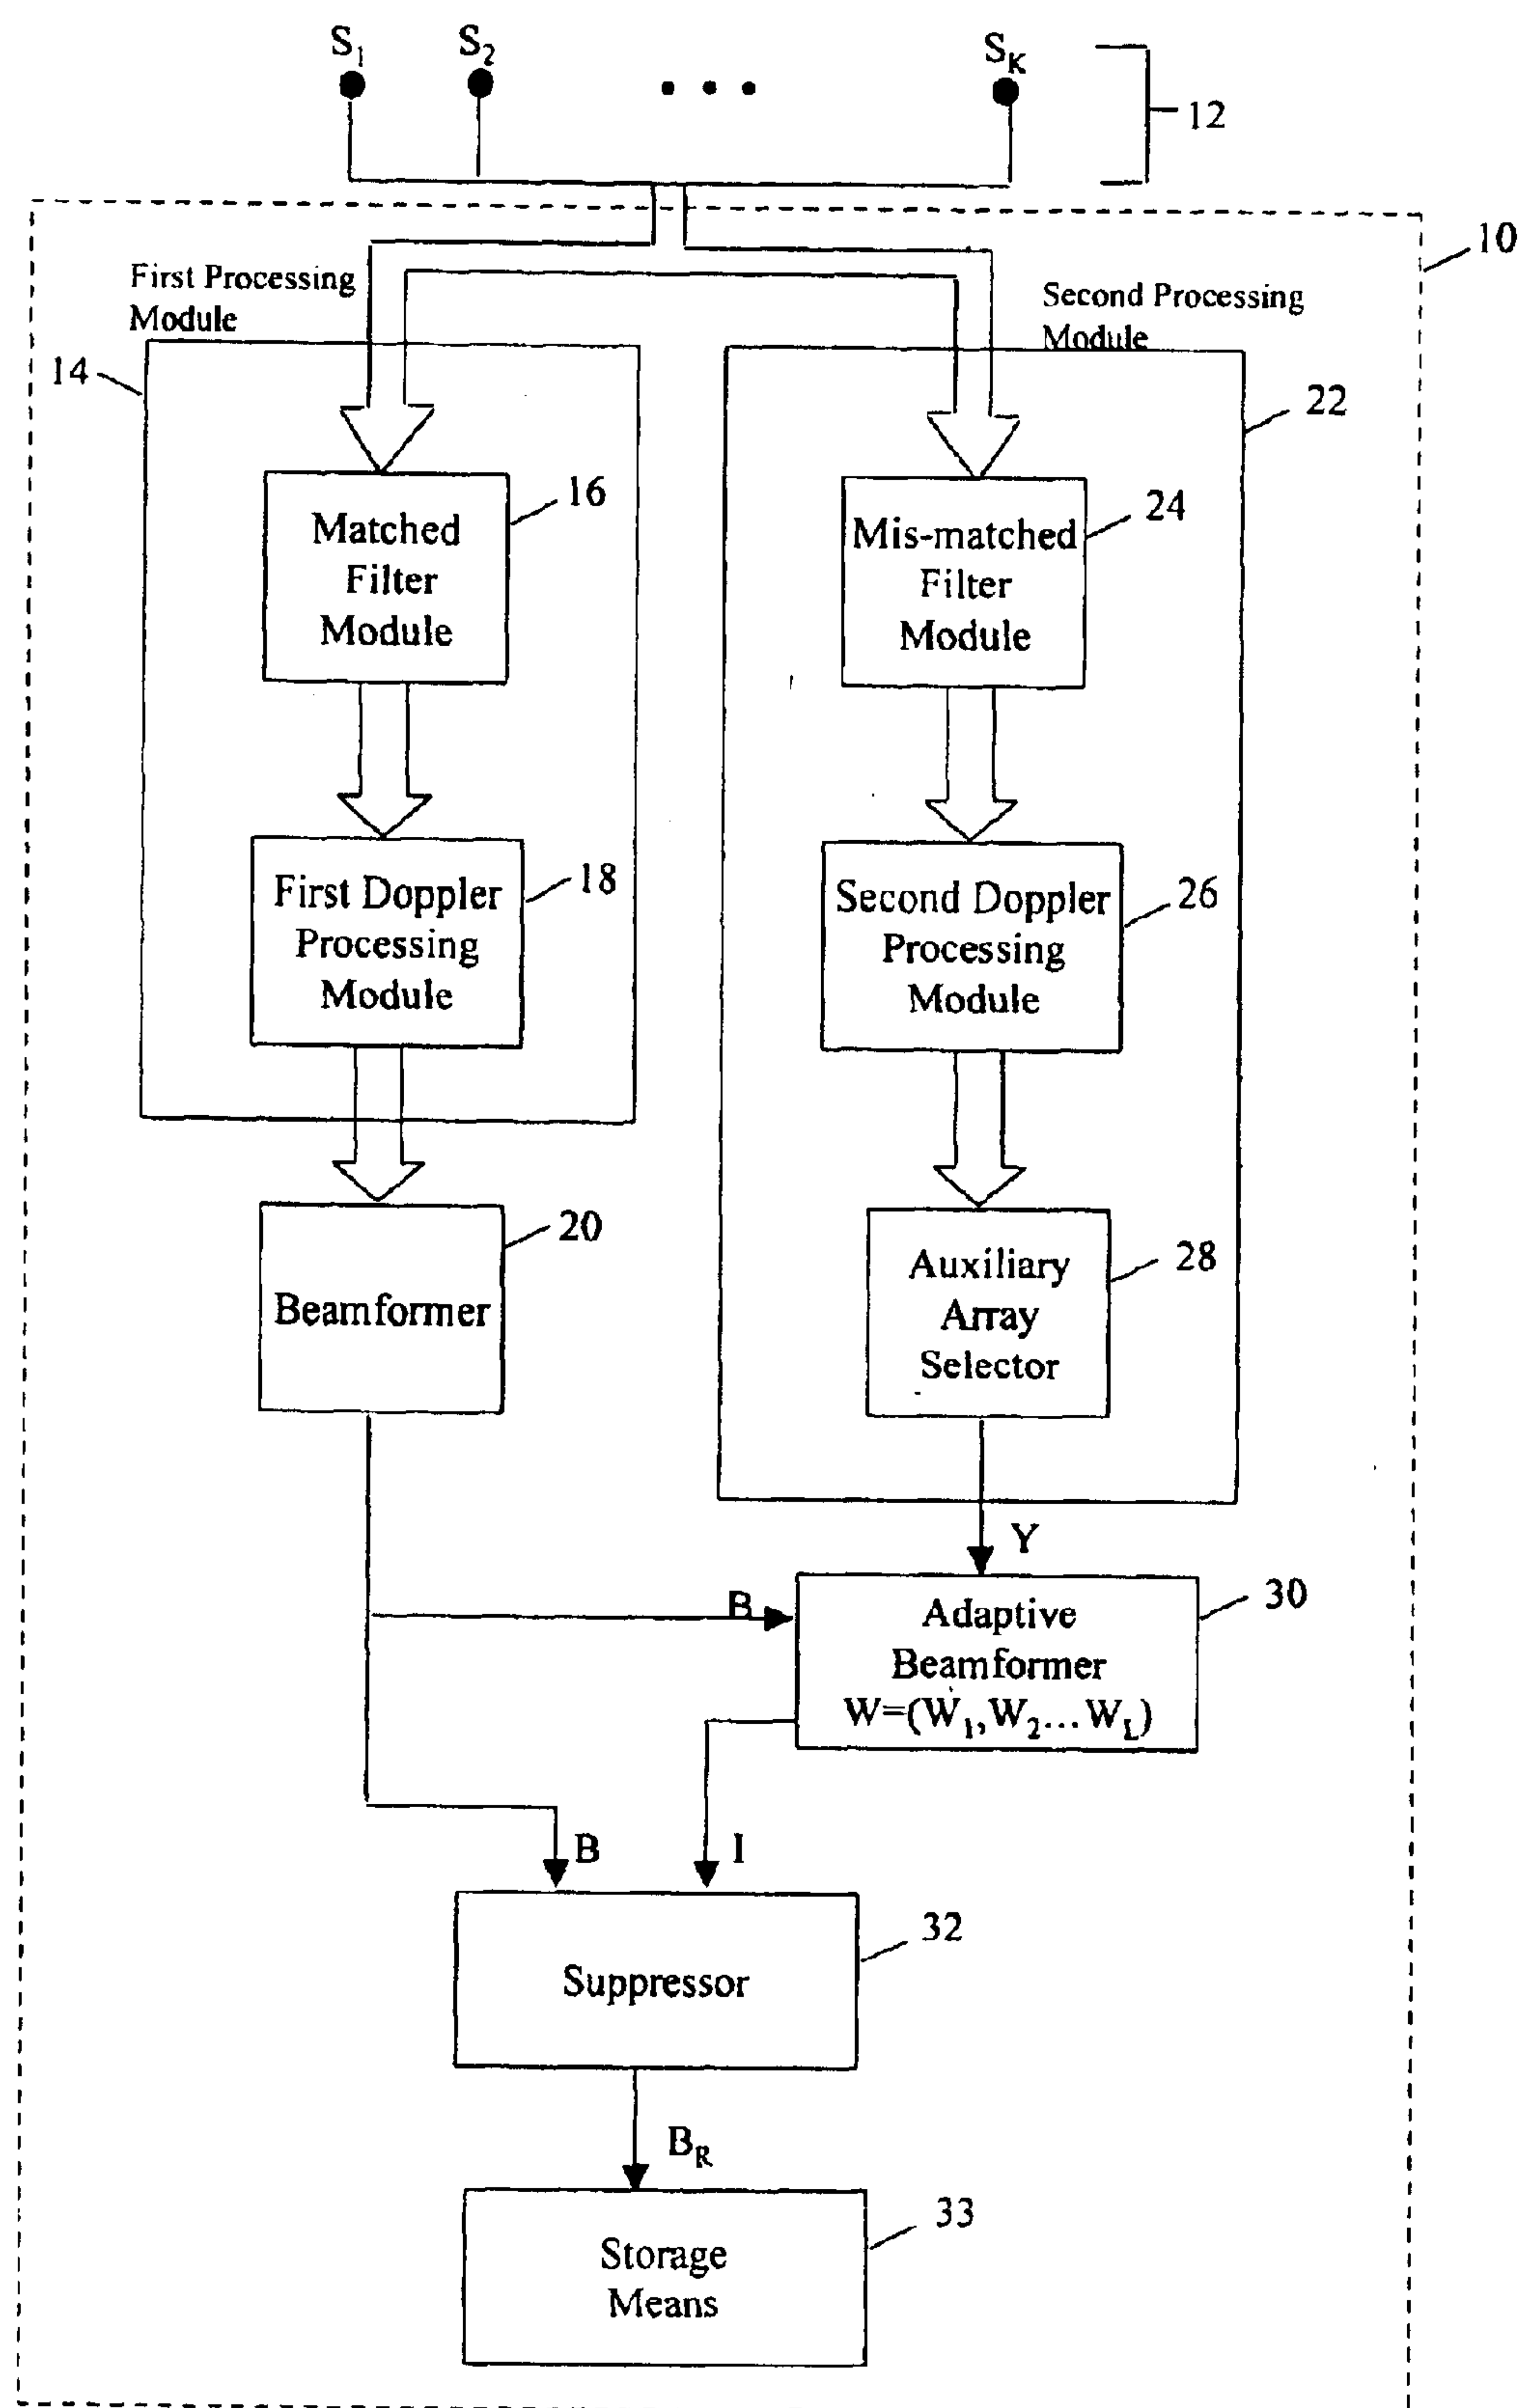 S1 S2 • • • SK
12
10
First Processing
Module
Second Processing
Module
14
22
16
Matched
Filter
Module
24
Mis-matched
Filter
Module
18
First Doppler
Processing
Module
26
Second Doppler
Processing
Module
20
Beamformer
28
Auxiliary
Array
Selector
Y
B
30
Adaptive
Beamformer
W=(W1,W2...WL)
B
I
32
Suppressor
BR
33
Storage
Means